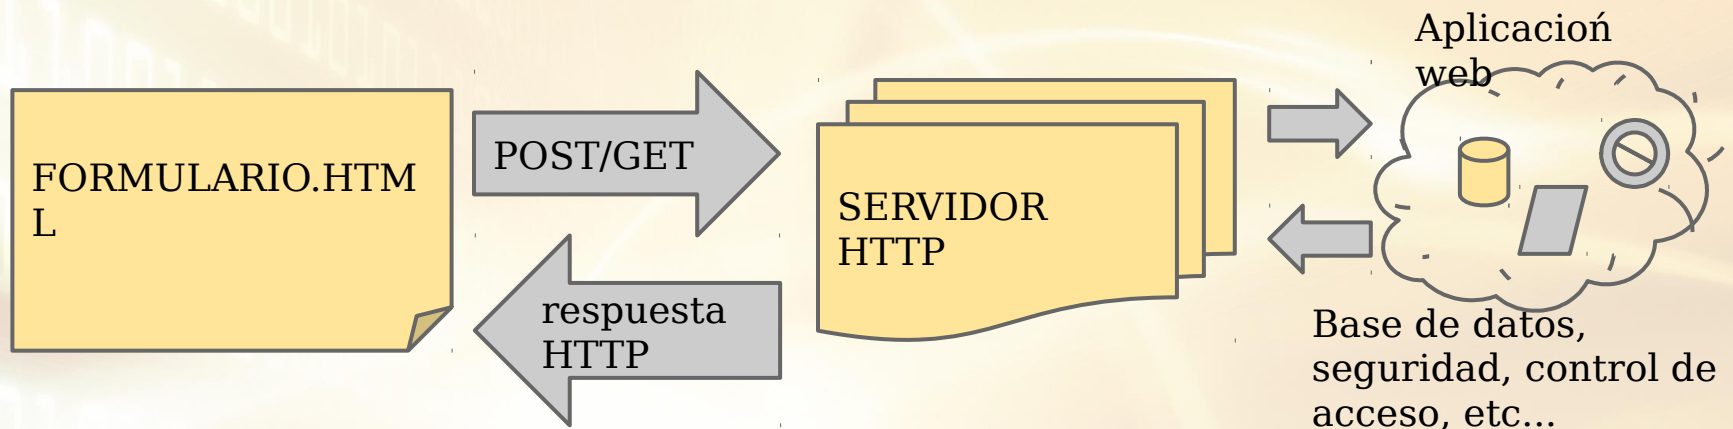 FORMULARIO.HTM
L
POST/GET
respuesta
HTTP
SERVIDOR
HTTP
Aplicacioń
web
Base de datos,
seguridad, control de
acceso, etc...